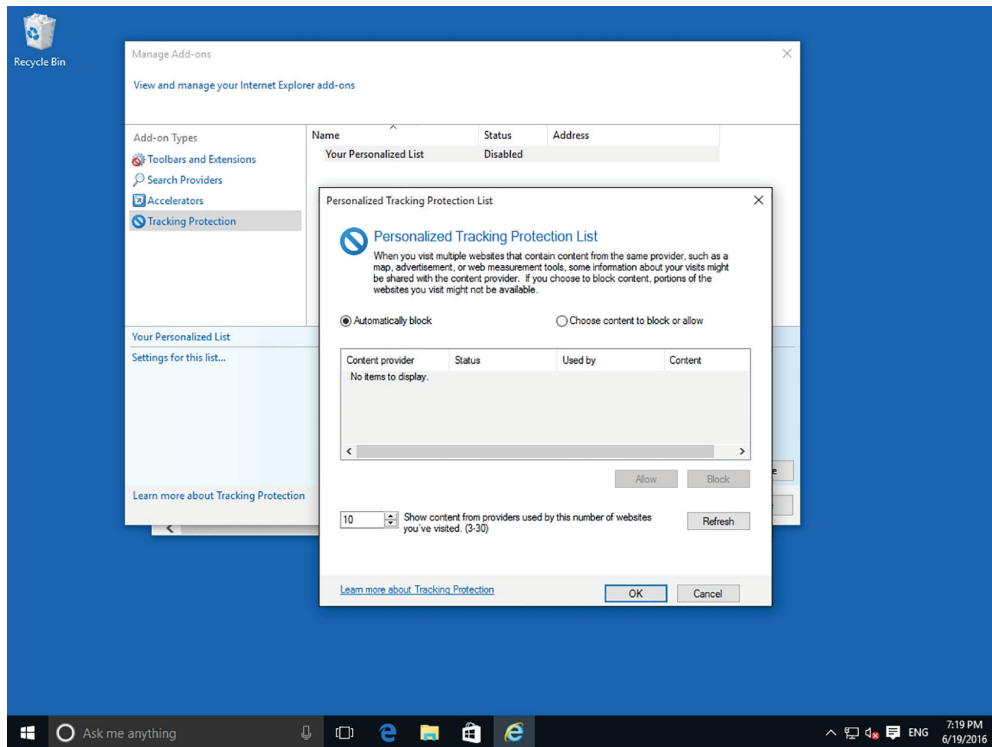 Recycle Bin
Manage Add-ons
View and manage your Internet Explorer add-ons
Add-on Types
Toolbars and Extensions
Search Providers
Accelerators
Tracking Protection
Name Status Address
Your Personalized List Disabled
Personalized Tracking Protection List
Personalized Tracking Protection List
When you visit multiple websites that contain content from the same provider, such as a
map, advertisement, or web measurement tools, some information about your visits might
be shared with the content provider. If you choose to block content, portions of the
websites you visit might not be available.
Automatically block
Choose content to block or allow
Content provider Status Used by Content
No items to display.
Allow Block
10
Show content from providers used by this number of websites
you've visited. (3-30)
Refresh
Learn more about Tracking Protection
OK Cancel
Your Personalized List
Settings for this list...
Learn more about Tracking Protection
Ask me anything
ENG
7:19 PM
6/19/2016